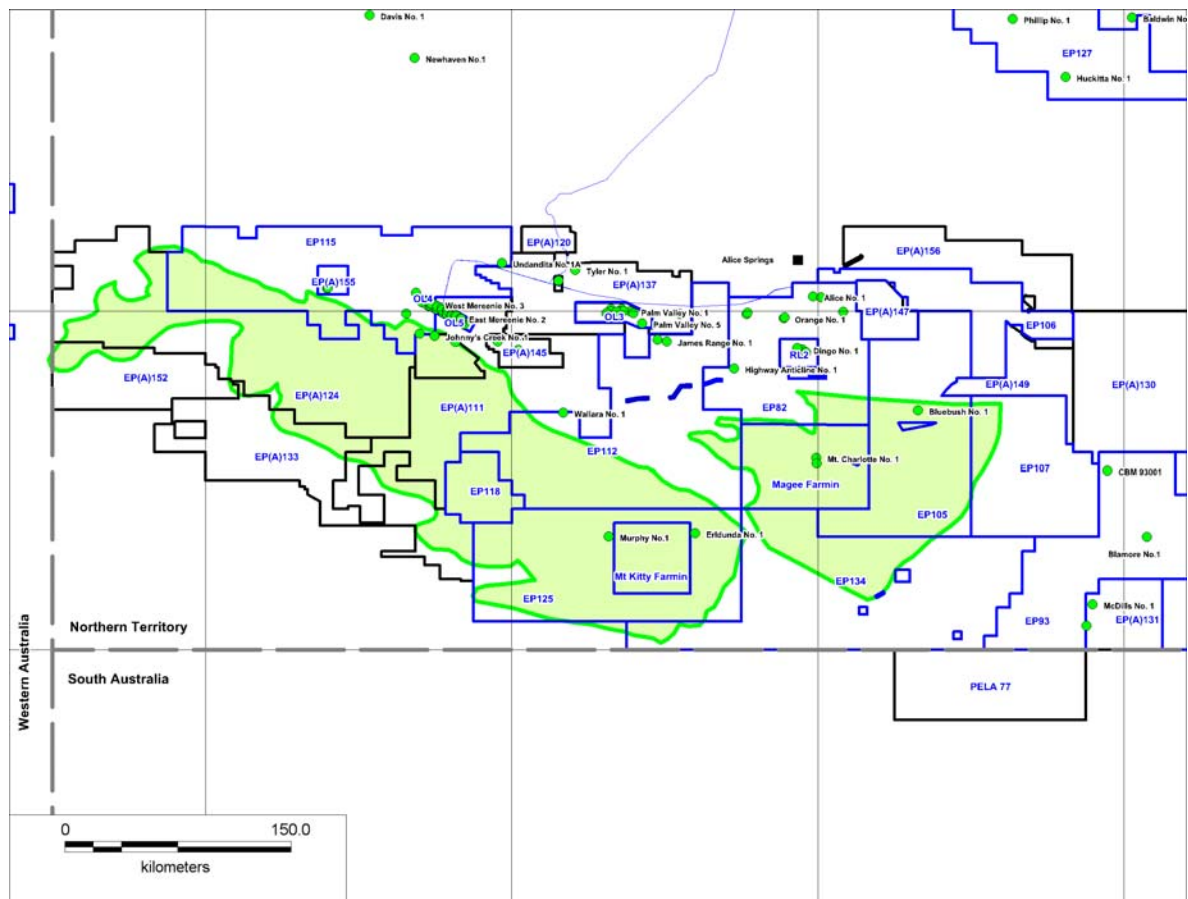 Davis No. 1
Phillip No. 1
Baldwin No
EP127
Newhaven No.1
Huckitta No. 1
EP115
EP(A)120
EP(A)156
Alice Springs
Undandita No. 1A
Tyler No. 1
EP(A)155
EP(A)137
OL4
West Mereenie No. 3
Alice No. 1
EP(A)147
OL5
East Mereenie No. 2
OL3
Palm Valley No. 1
Orange No. 1
Palm Valley No. 5
EP106
Johnny's Creek No. 1
James Range No. 1
EP(A)145
RL2
Dingo No. 1
Highway Anticline No. 1
EP(A)152
EP(A)149
EP(A)130
EP(A)124
EP(A)111
Wallara No. 1
EP82
Bluebush No. 1
EP112
EP(A)133
Mt. Charlotte No. 1
EP118
Magee Farmin
EP107
CBM 93001
EP105
Murphy No.1
Erldunda No. 1
Blamore No.1
Mt Kitty Farmin
EP134
EP125
McDills No. 1
EP93
EP(A)131
Northern Territory
South Australia
Western Australia
PELA 77
0
150.0
kilometers